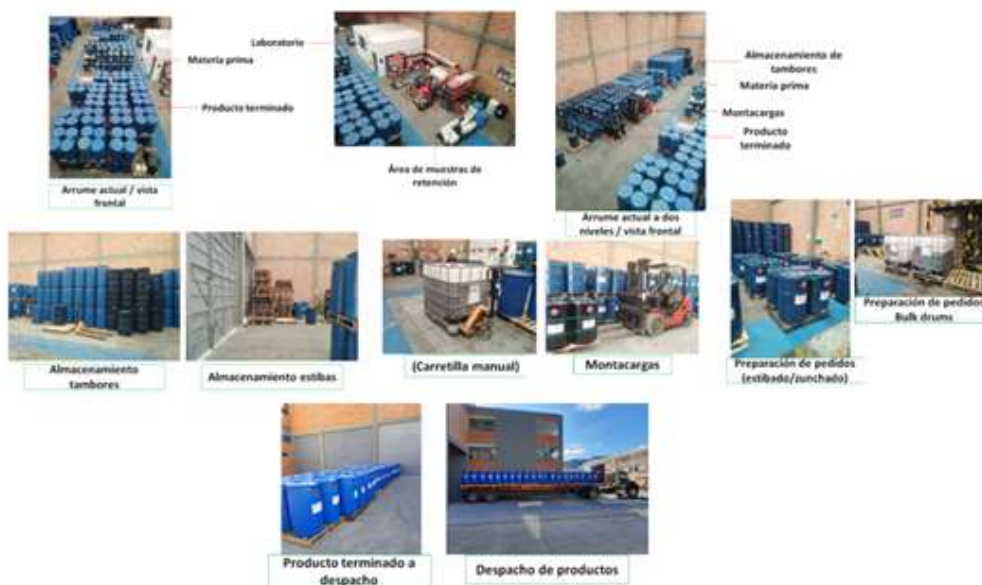 Laboratorio
Materia prima
Producto terminado
Arrume actual / vista
frontal
Área de muestras de
retención
Almacenamiento de
tambores
Materia prima
Montacargas
Producto
terminado
Arrume actual a dos
niveles / vista frontal
Almacenamiento
tambores
Almacenamiento estibas
(Carretilla manual)
Montacargas
Preparación de pedidos
(estibado/zunchado)
Preparación de pedidos
Bulk drums
Producto terminado a
despacho
Despacho de productos